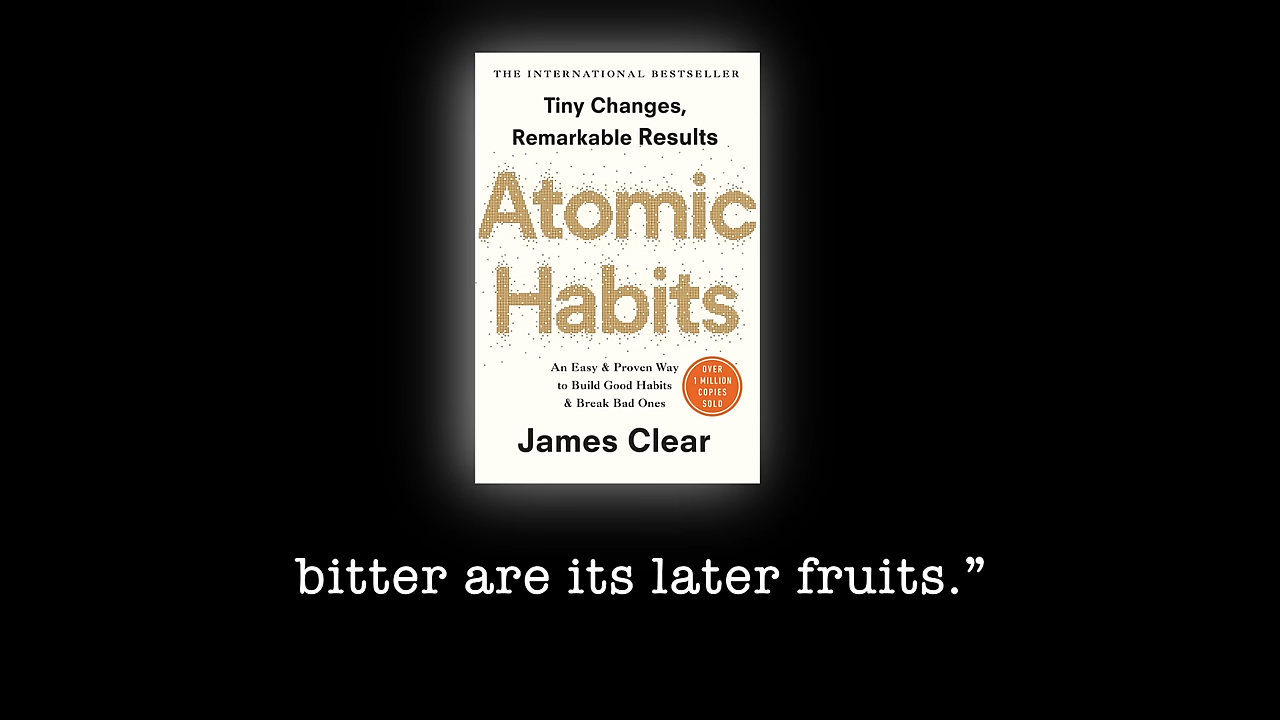 THE INTERNATIONAL BESTSELLER
Tiny Changes,
Remarkable Results
Atomic
Habits
An Easy & Proven Way
to Build Good Habits
& Break Bad Ones
OVER
1 MILLION
COPIES
SOLD
James Clear
bitter are its later fruits.”